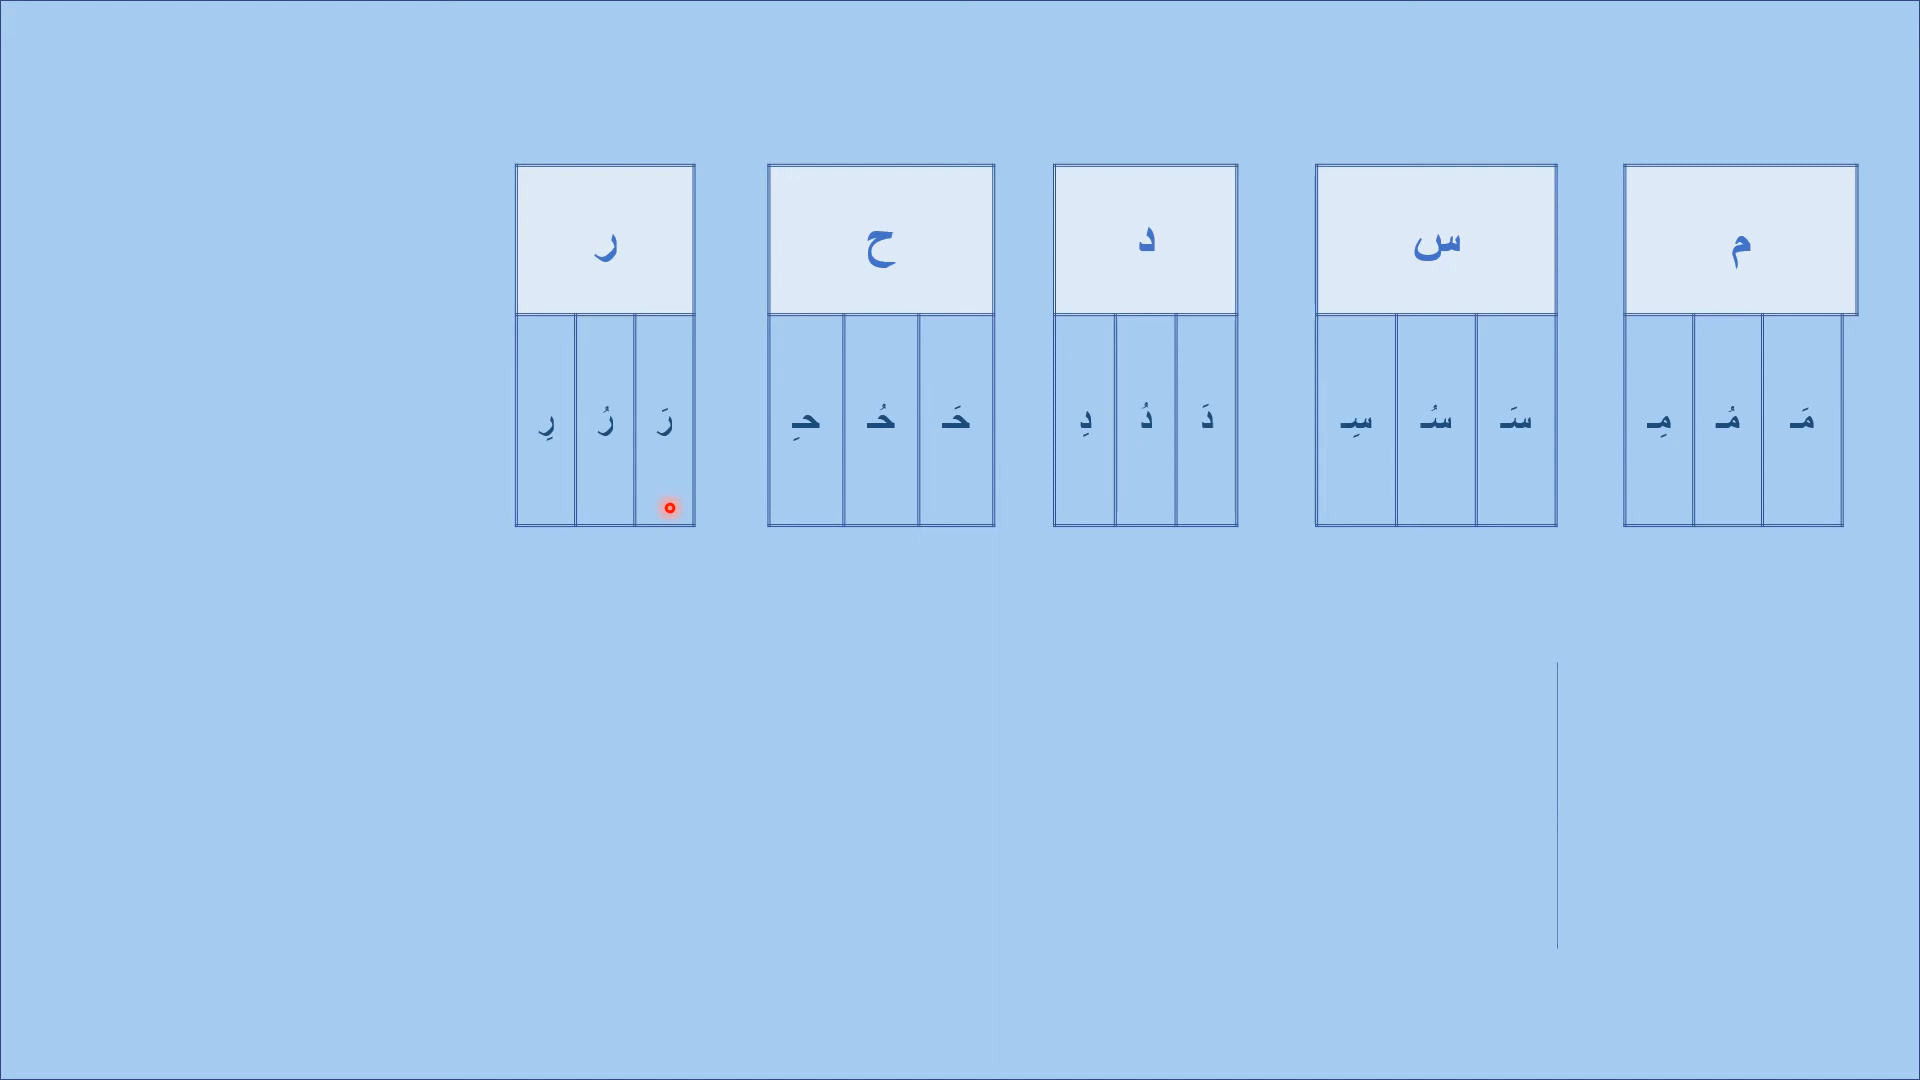 م س د ح ر
مَـ مُـ مِـ سَـ سُـ سِـ دَ دُ دِ حَـ حُـ حِـ رَ رُ رِ